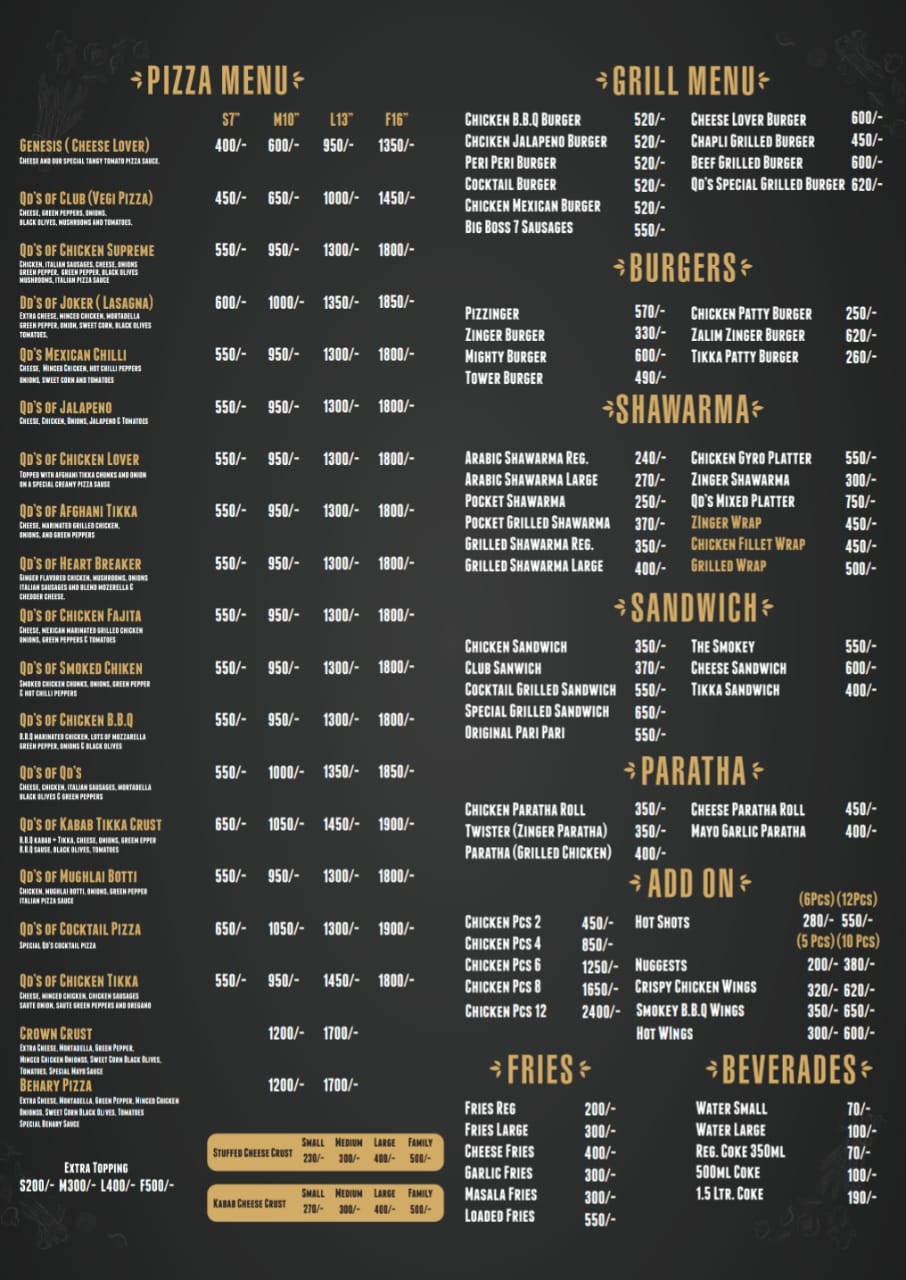 PIZZA MENU
S7" M10" L13" F16"
GENESIS ( CHEESE LOVER) 400/- 600/- 950/- 1350/-
CHEESE AND OUR SPECIAL TANGY TOMATO PIZZA SAUCE.
QD'S OF CLUB (VEGI PIZZA) 450/- 650/- 1000/- 1450/-
CHEESE, GREEN PEPPERS, ONIONS,
BLACK OLIVES, MUSHROOMS AND TOMATOES.
QD'S OF CHICKEN SUPREME 550/- 950/- 1300/- 1800/-
CHICKEN, ITALIAN SAUSAGES, CHEESE, ONIONS
GREEN PEPPER, GREEN PEPPER, BLACK OLIVES
MUSHROOMS, ITALIAN PIZZA SAUCE
DD'S OF JOKER ( LASAGNA) 600/- 1000/- 1350/- 1850/-
EXTRA CHEESE, MINCED CHICKEN, MORTADELLA
GREEN PEPPER, ONION, SWEET CORN, BLACK OLIVES
TOMATOES.
QD'S MEXICAN CHILLI 550/- 950/- 1300/- 1800/-
CHEESE, MINCED CHICKEN, HOT CHILLI PEPPERS
ONIONS, SWEET CORN AND TOMATOES
QD'S OF JALAPENO 550/- 950/- 1300/- 1800/-
CHEESE, CHICKEN, ONIONS, JALAPENO & TOMATOES
QD'S OF CHICKEN LOVER 550/- 950/- 1300/- 1800/-
TOPPED WITH AFGHANI TIKKA CHUNKS AND ONION
ON A SPECIAL CREAMY PIZZA SAUSE
QD'S OF AFGHANI TIKKA 550/- 950/- 1300/- 1800/-
CHEESE, MARINATED GRILLED CHICKEN,
ONIONS, AND GREEN PEPPERS
QD'S OF HEART BREAKER 550/- 950/- 1300/- 1800/-
GINGER FLAVORED CHICKEN, MUSHROOMS, ONIONS
ITALIAN SAUSAGES AND BLEND MOZERELLA &
CHEDGER CHEESE.
QD'S OF CHICKEN FAJITA 550/- 950/- 1300/- 1800/-
CHEESE, MEXICAN MARINATED GRILLED CHICKEN
ONIONS, GREEN PEPPERS & TOMATOES
QD'S OF SMOKED CHIKEN 550/- 950/- 1300/- 1800/-
SMOKED CHICKEN CHUNKS, ONIONS, GREEN PEPPER
& HOT CHILLI PEPPERS
QD'S OF CHICKEN B.B.Q 550/- 950/- 1300/- 1800/-
B.B.Q MARINATED CHICKEN, LOTS OF MOZZARELLA
GREEN PEPPER, ONIONS & BLACK OLIVES
QD'S OF QD'S 550/- 1000/- 1350/- 1850/-
CHEESE, CHICKEN, ITALIAN SAUSAGES, MORTADELLA
BLACK OLIVES & GREEN PEPPERS
QD'S OF KABAB TIKKA CRUST 650/- 1050/- 1450/- 1900/-
B.B.Q KABAB + TIKKA, CHEESE, ONIONS, GREEN EPPER
B.B.Q SAUSE, BLACK OLIVES, TOMATOES
QD'S OF MUGHLAI BOTTI 550/- 950/- 1300/- 1800/-
CHICKEN, MUGHLAI BOTTI, ONIONS, GREEN PEPPER
ITALIAN PIZZA SAUCE
QD'S OF COCKTAIL PIZZA 650/- 1050/- 1300/- 1900/-
SPECIAL QD'S COCKTAIL PIZZA
QD'S OF CHICKEN TIKKA 550/- 950/- 1450/- 1800/-
CHEESE, MINCED CHICKEN, CHICKEN SAUSAGES
SAUTE ONION, SAUTE GREEN PEPPERS AND OREGANO
CROWN CRUST 1200/- 1700/-
EXTRA CHEESE, MORTADELLA, GREEN PEPPER,
MINCED CHICKEN ONIONSS, SWEET CORN BLACK OLIVES,
TOMATOES, SPECIAL MAYO SAUCE
BEHARY PIZZA 1200/- 1700/-
EXTRA CHEESE, MORTADELLA, GREEN PEPPER, MINCED CHICKEN
ONIONSS, SWEET CORN BLACK OLIVES, TOMATOES
SPECIAL BEHARY SAUCE
EXTRA TOPPING
S200/- M300/- L400/- F500/-
SMALL MEDIUM LARGE FAMILY
STUFFED CHEESE CRUST 230/- 300/- 400/- 500/-
SMALL MEDIUM LARGE FAMILY
KABAB CHEESE CRUST 270/- 300/- 400/- 500/-
GRILL MENU
CHICKEN B.B.Q BURGER 520/- CHEESE LOVER BURGER 600/-
CHCIKEN JALAPENO BURGER 520/- CHAPLI GRILLED BURGER 450/-
PERI PERI BURGER 520/- BEEF GRILLED BURGER 600/-
COCKTAIL BURGER 520/- QD'S SPECIAL GRILLED BURGER 620/-
CHICKEN MEXICAN BURGER 520/-
BIG BOSS 7 SAUSAGES 550/-
BURGERS
PIZZINGER 570/- CHICKEN PATTY BURGER 250/-
ZINGER BURGER 330/- ZALIM ZINGER BURGER 620/-
MIGHTY BURGER 600/- TIKKA PATTY BURGER 260/-
TOWER BURGER 490/-
SHAWARMA
ARABIC SHAWARMA REG. 240/- CHICKEN GYRO PLATTER 550/-
ARABIC SHAWARMA LARGE 270/- ZINGER SHAWARMA 300/-
POCKET SHAWARMA 250/- QD'S MIXED PLATTER 750/-
POCKET GRILLED SHAWARMA 370/- ZINGER WRAP 450/-
GRILLED SHAWARMA REG. 350/- CHICKEN FILLET WRAP 450/-
GRILLED SHAWARMA LARGE 400/- GRILLED WRAP 500/-
SANDWICH
CHICKEN SANDWICH 350/- THE SMOKEY 550/-
CLUB SANWICH 370/- CHEESE SANDWICH 600/-
COCKTAIL GRILLED SANDWICH 550/- TIKKA SANDWICH 400/-
SPECIAL GRILLED SANDWICH 650/-
ORIGINAL PARI PARI 550/-
PARATHA
CHICKEN PARATHA ROLL 350/- CHEESE PARATHA ROLL 450/-
TWISTER (ZINGER PARATHA) 350/- MAYO GARLIC PARATHA 400/-
PARATHA (GRILLED CHICKEN) 400/-
ADD ON
(6PCS) (12PCS)
CHICKEN PCS 2 450/- HOT SHOTS 280/- 550/-
CHICKEN PCS 4 850/- (5 PCS) (10 PCS)
CHICKEN PCS 6 1250/- NUGGESTS 200/- 380/-
CHICKEN PCS 8 1650/- CRISPY CHICKEN WINGS 320/- 620/-
CHICKEN PCS 12 2400/- SMOKEY B.B.Q WINGS 350/- 650/-
HOT WINGS 300/- 600/-
FRIES
FRIES REG 200/-
FRIES LARGE 300/-
CHEESE FRIES 400/-
GARLIC FRIES 300/-
MASALA FRIES 300/-
LOADED FRIES 550/-
BEVERADES
WATER SMALL 70/-
WATER LARGE 100/-
REG. COKE 350ML 70/-
500ML COKE 100/-
1.5 LTR. COKE 190/-